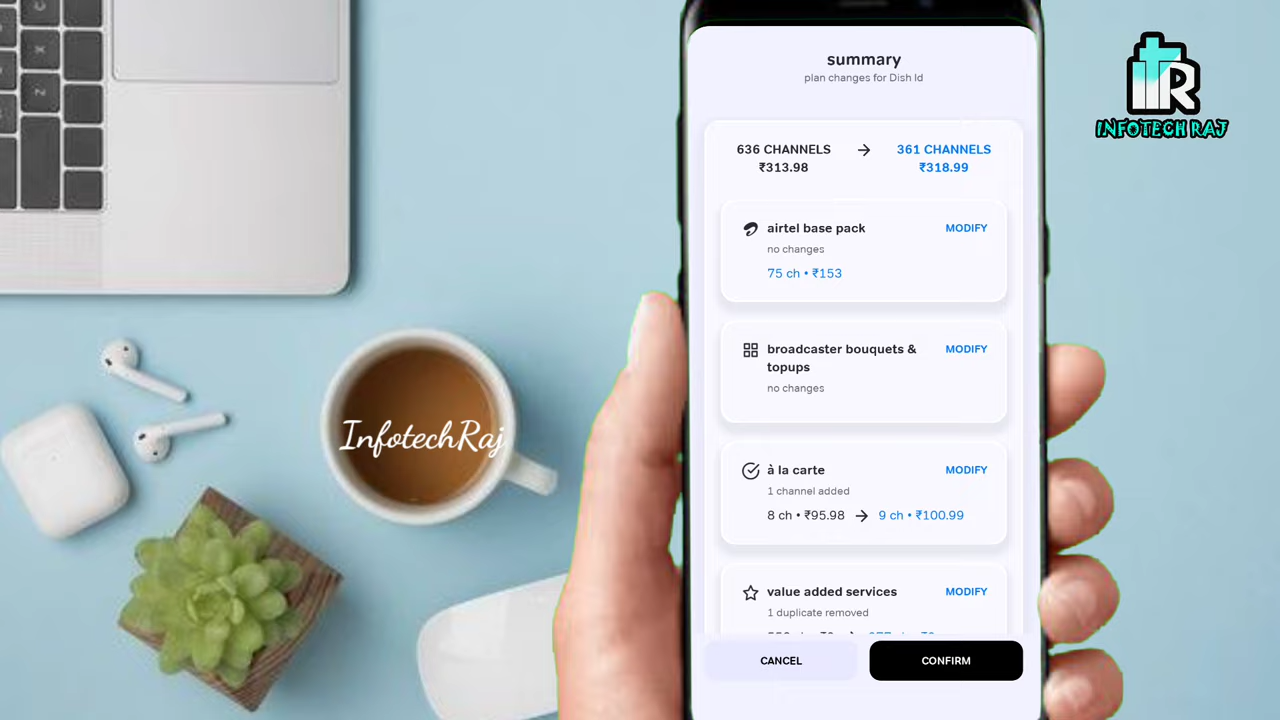 summary
plan changes for Dish Id
636 CHANNELS → 361 CHANNELS
₹313.98 ₹318.99
airtel base pack MODIFY
no changes
75 ch • ₹153
broadcaster bouquets & MODIFY
topups
no changes
à la carte MODIFY
1 channel added
8 ch • ₹95.98 → 9 ch • ₹100.99
value added services MODIFY
1 duplicate removed
CANCEL CONFIRM
InfotechRaj
ITR
INFOTECH RAJ